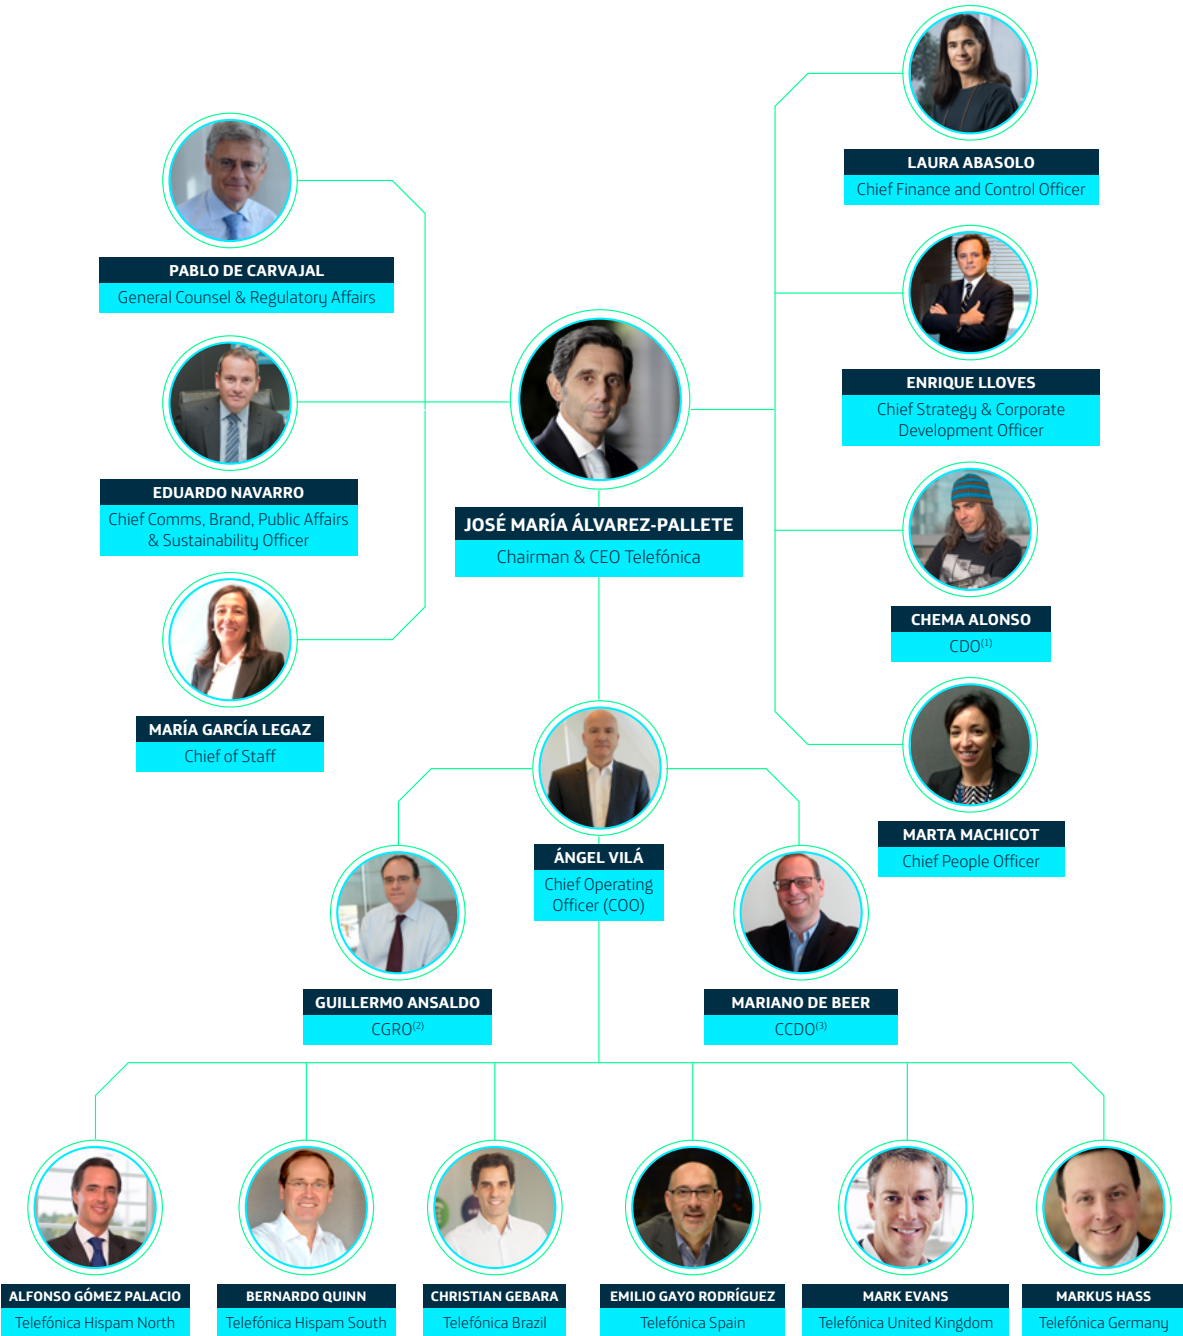 LAURA ABASOLO
Chief Finance and Control Officer
PABLO DE CARVAJAL
General Counsel & Regulatory Affairs
ENRIQUE LLOVES
Chief Strategy & Corporate
Development Officer
EDUARDO NAVARRO
Chief Comms, Brand, Public Affairs
& Sustainability Officer
JOSÉ MARÍA ÁLVAREZ-PALLETE
Chairman & CEO Telefónica
CHEMA ALONSO
CDO(1)
MARÍA GARCÍA LEGAZ
Chief of Staff
MARTA MACHICOT
Chief People Officer
ÁNGEL VILÁ
Chief Operating
Officer (COO)
GUILLERMO ANSALDO
CGRO(2)
MARIANO DE BEER
CCDO(3)
ALFONSO GÓMEZ PALACIO
Telefónica Hispam North
BERNARDO QUINN
Telefónica Hispam South
CHRISTIAN GEBARA
Telefónica Brazil
EMILIO GAYO RODRÍGUEZ
Telefónica Spain
MARK EVANS
Telefónica United Kingdom
MARKUS HASS
Telefónica Germany